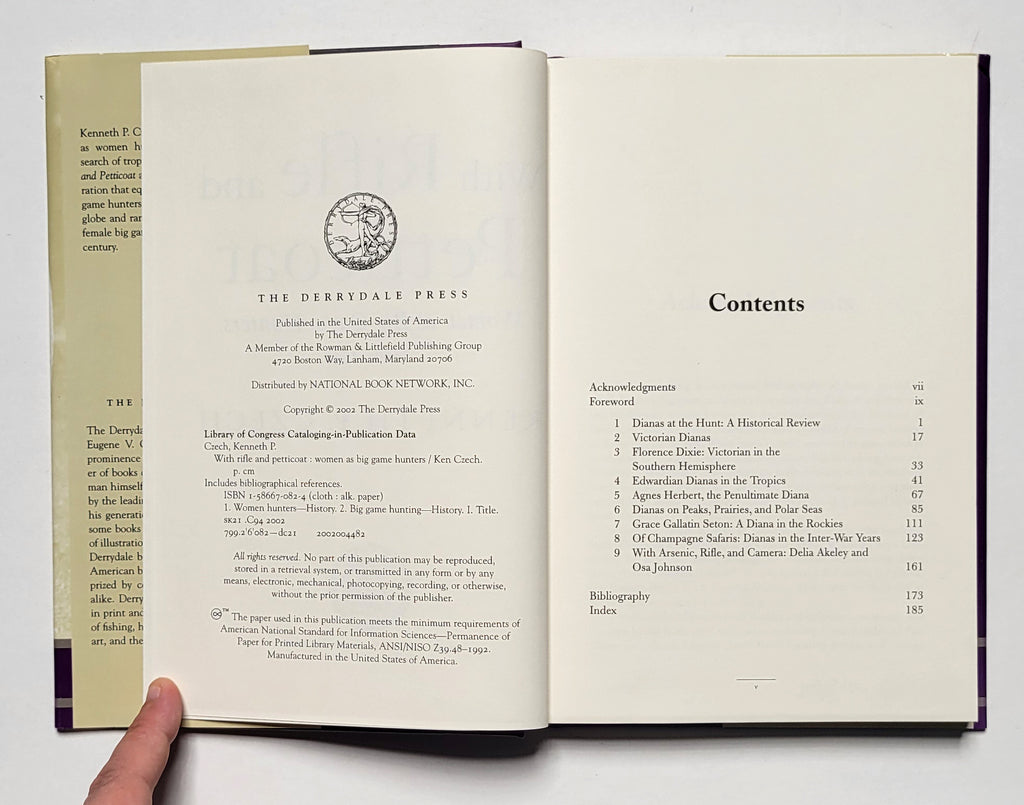 Kenneth P. C
as women h
search of trop
and Petticoat
ration that eq
game hunters
globe and ran
female big ga
century.
THE
The Derryda
Eugene V. C
prominence
er of books
man himself
by the leadi
his generati
some books
of illustratio
Derrydale b
American b
prized by c
alike. Derry
in print and
of fishing, h
art, and the
DERRYDALE PRESS
THE DERRYDALE PRESS
Published in the United States of America
by The Derrydale Press
A Member of the Rowman & Littlefield Publishing Group
4720 Boston Way, Lanham, Maryland 20706
Distributed by NATIONAL BOOK NETWORK, INC.
Copyright © 2002 The Derrydale Press
Library of Congress Cataloging-in-Publication Data
Czech, Kenneth P.
With rifle and petticoat : women as big game hunters / Ken Czech.
p. cm
Includes bibliographical references.
ISBN 1-58667-082-4 (cloth : alk. paper)
1. Women hunters—History. 2. Big game hunting—History. I. Title.
SK21 .C94 2002
799.2'6'082—dc21 2002004482
All rights reserved. No part of this publication may be reproduced,
stored in a retrieval system, or transmitted in any form or by any
means, electronic, mechanical, photocopying, recording, or otherwise,
without the prior permission of the publisher.
♾™ The paper used in this publication meets the minimum requirements of
American National Standard for Information Sciences—Permanence of
Paper for Printed Library Materials, ANSI/NISO Z39.48–1992.
Manufactured in the United States of America.
Contents
Acknowledgments vii
Foreword ix
1 Dianas at the Hunt: A Historical Review 1
2 Victorian Dianas 17
3 Florence Dixie: Victorian in the
Southern Hemisphere 33
4 Edwardian Dianas in the Tropics 41
5 Agnes Herbert, the Penultimate Diana 67
6 Dianas on Peaks, Prairies, and Polar Seas 85
7 Grace Gallatin Seton: A Diana in the Rockies 111
8 Of Champagne Safaris: Dianas in the Inter-War Years 123
9 With Arsenic, Rifle, and Camera: Delia Akeley and
Osa Johnson 161
Bibliography 173
Index 185
v